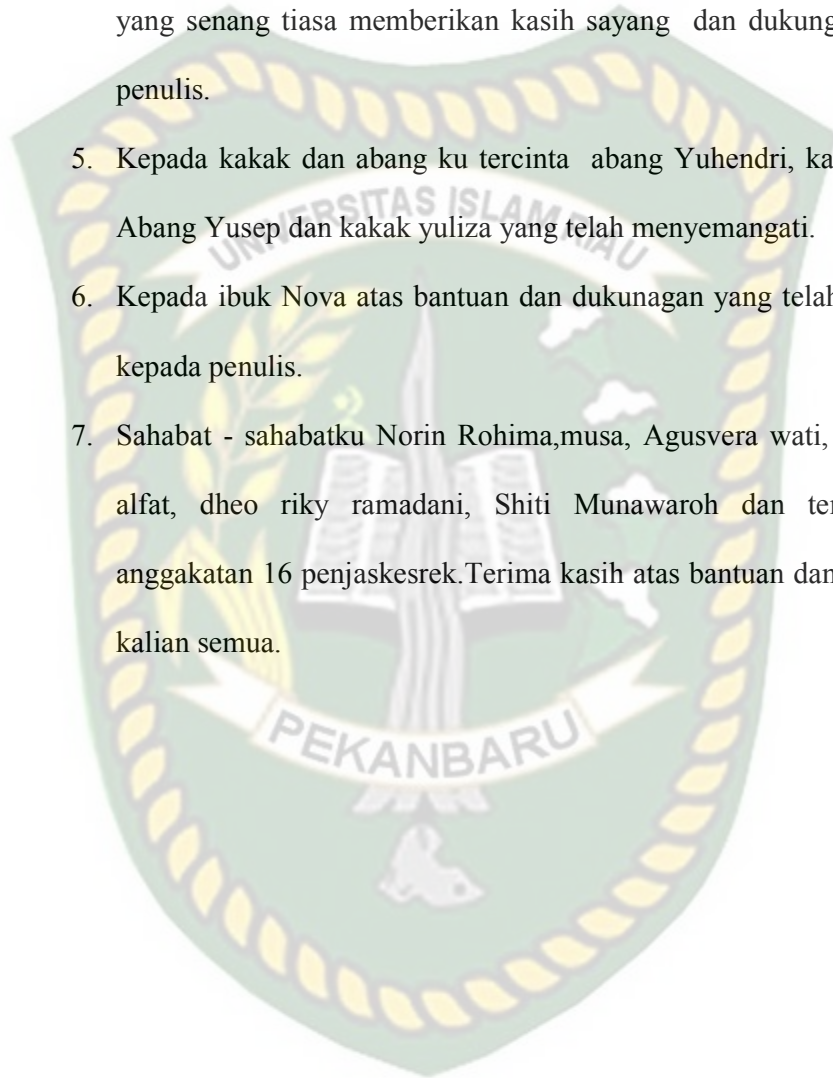 yang senang tiasa memberikan kasih sayang dan dukung
penulis.
5. Kepada kakak dan abang ku tercinta abang Yuhendri, ka
UNIVERSITAS ISLAM RIAU
Abang Yusep dan kakak yuliza yang telah menyemangati.
6. Kepada ibuk Nova atas bantuan dan dukunagan yang telah
kepada penulis.
7. Sahabat - sahabatku Norin Rohima,musa, Agusvera wati,
alfat, dheo riky ramadani, Shiti Munawaroh dan ter
anggakatan 16 penjaskesrek.Terima kasih atas bantuan dan
kalian semua.
PEKANBARU